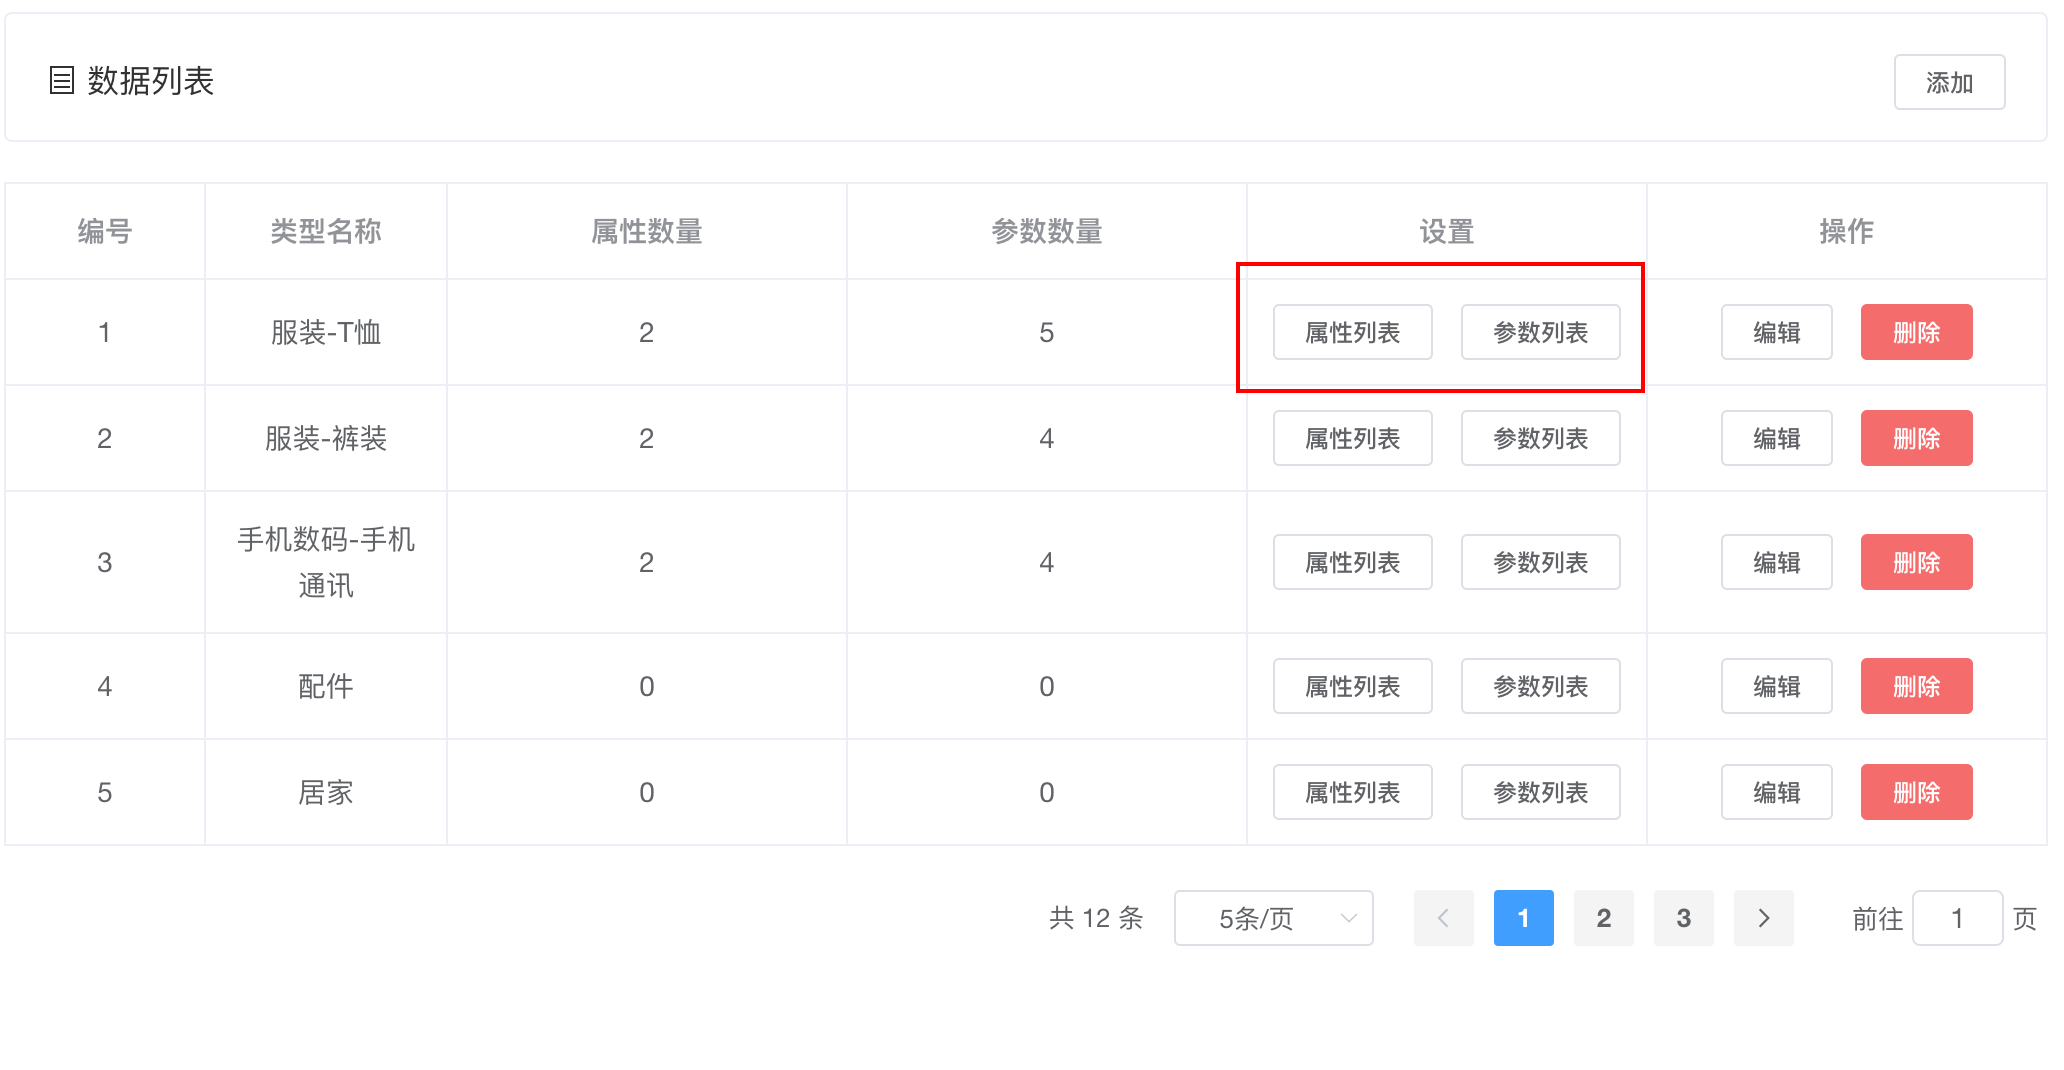 数据列表
添加
编号 类型名称 属性数量 参数数量 设置 操作
1 服装-T恤 2 5 属性列表 参数列表 编辑 删除
2 服装-裤装 2 4 属性列表 参数列表 编辑 删除
3 手机数码-手机 2 4 属性列表 参数列表 编辑 删除
通讯
4 配件 0 0 属性列表 参数列表 编辑 删除
5 居家 0 0 属性列表 参数列表 编辑 删除
共 12 条 5条/页 1 2 3 前往 1 页